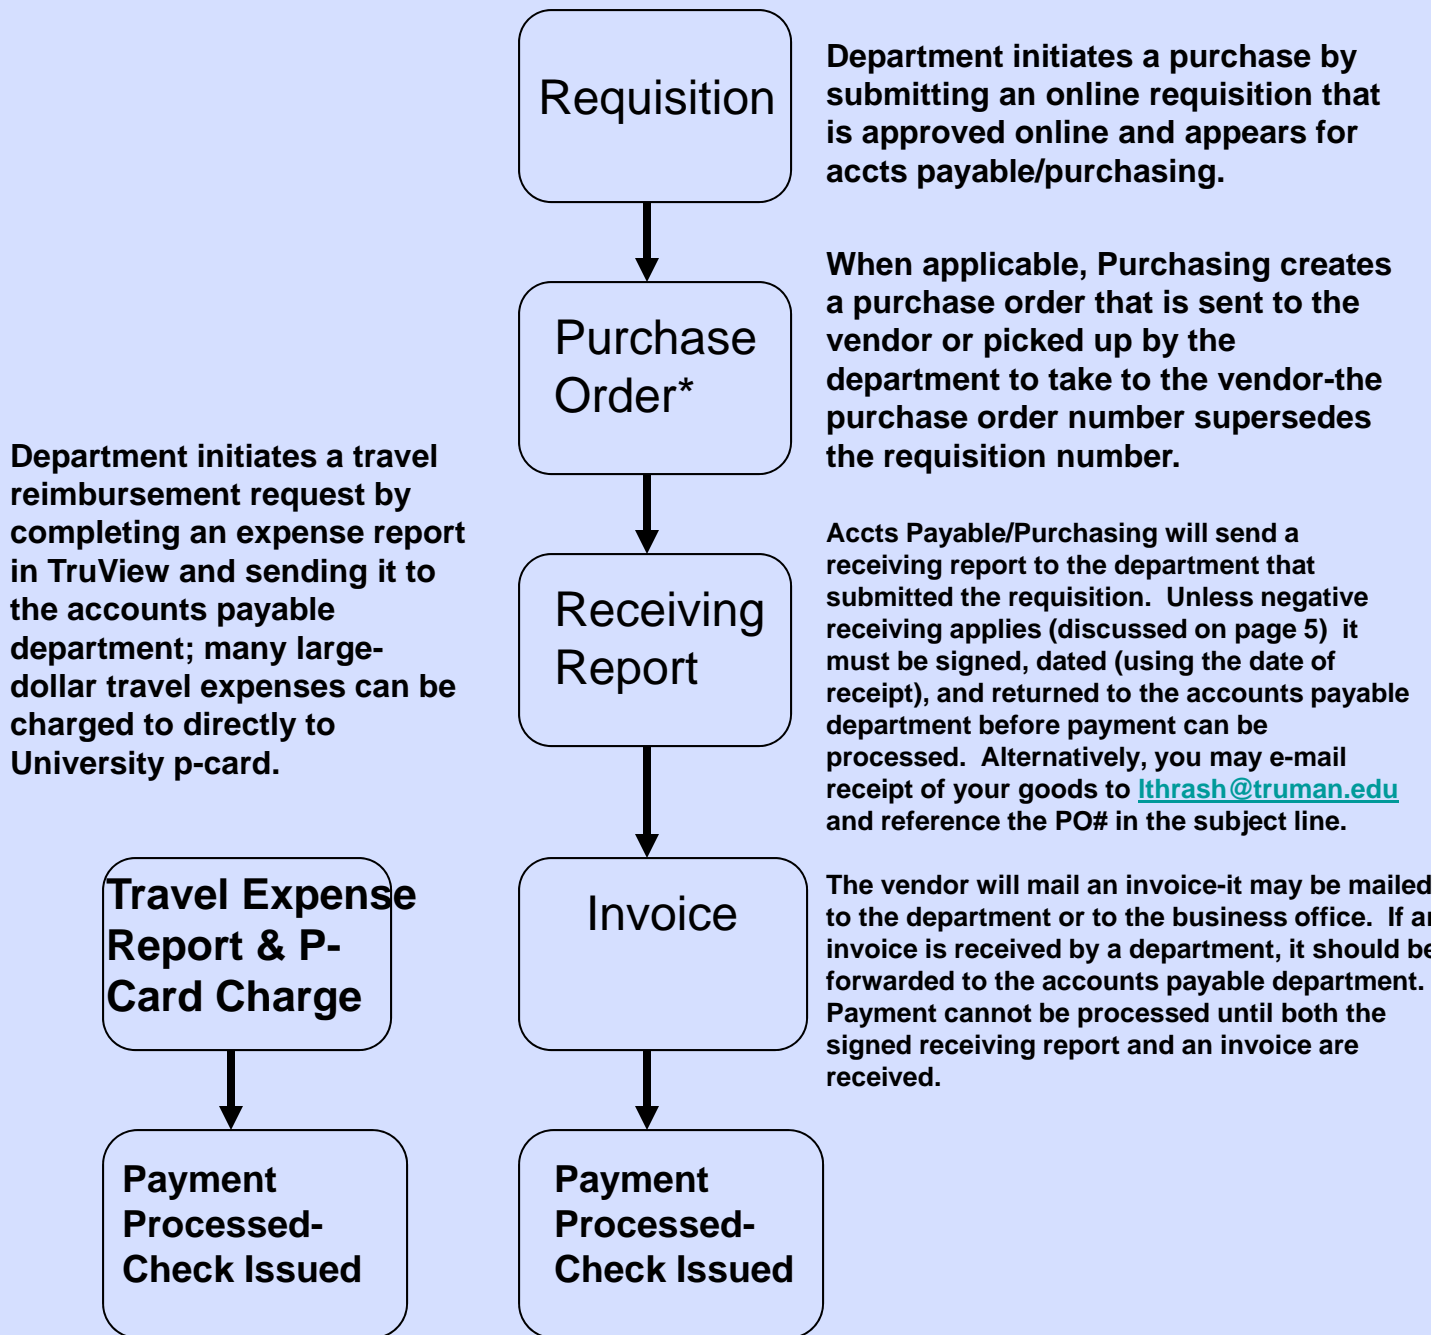 Requisition
Department initiates a purchase by
submitting an online requisition that
is approved online and appears for
accts payable/purchasing.
Purchase
Order*
When applicable, Purchasing creates
a purchase order that is sent to the
vendor or picked up by the
department to take to the vendor-the
purchase order number supersedes
the requisition number.
Department initiates a travel
reimbursement request by
completing an expense report
in TruView and sending it to
the accounts payable
department; many large-
dollar travel expenses can be
charged to directly to
University p-card.
Receiving
Report
Accts Payable/Purchasing will send a
receiving report to the department that
submitted the requisition.  Unless negative
receiving applies (discussed on page 5)  it
must be signed, dated (using the date of
receipt), and returned to the accounts payable
department before payment can be
processed.  Alternatively, you may e-mail
receipt of your goods to lthrash@truman.edu
and reference the PO# in the subject line.
Travel Expense
Report & P-
Card Charge
Invoice
The vendor will mail an invoice-it may be mailed
to the department or to the business office.  If an
invoice is received by a department, it should be
forwarded to the accounts payable department.
Payment cannot be processed until both the
signed receiving report and an invoice are
received.
Payment
Processed-
Check Issued
Payment
Processed-
Check Issued